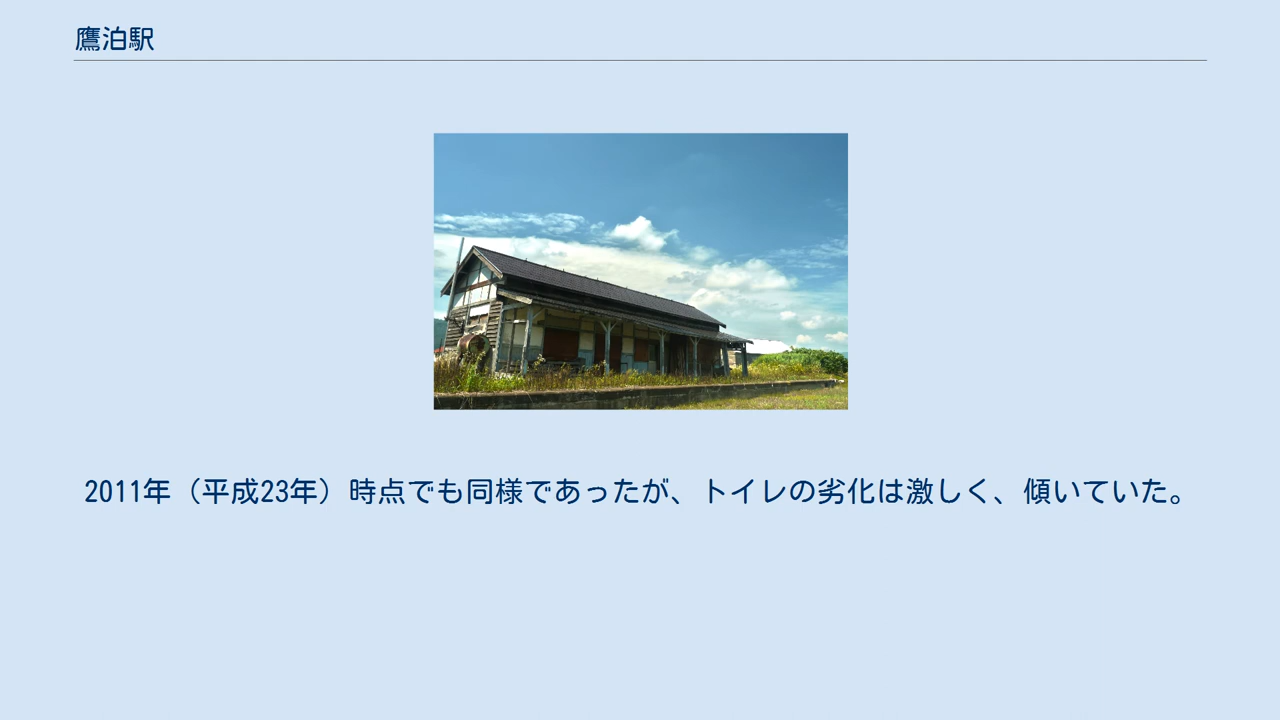 鷹泊駅
2011年（平成23年）時点でも同様であったが、トイレの劣化は激しく、傾いていた。